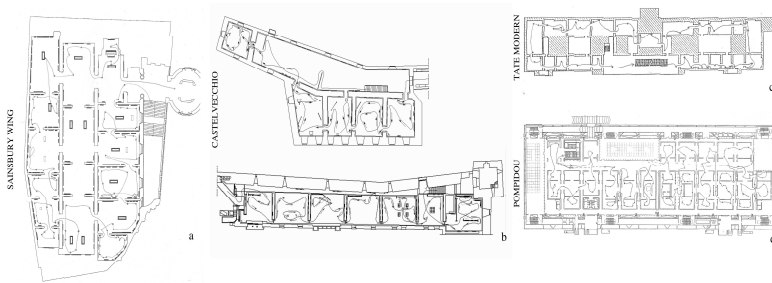 SAINSBURY WING
a
CASTELVECCHIO
b
TATE MODERN
c
POMPIDOU